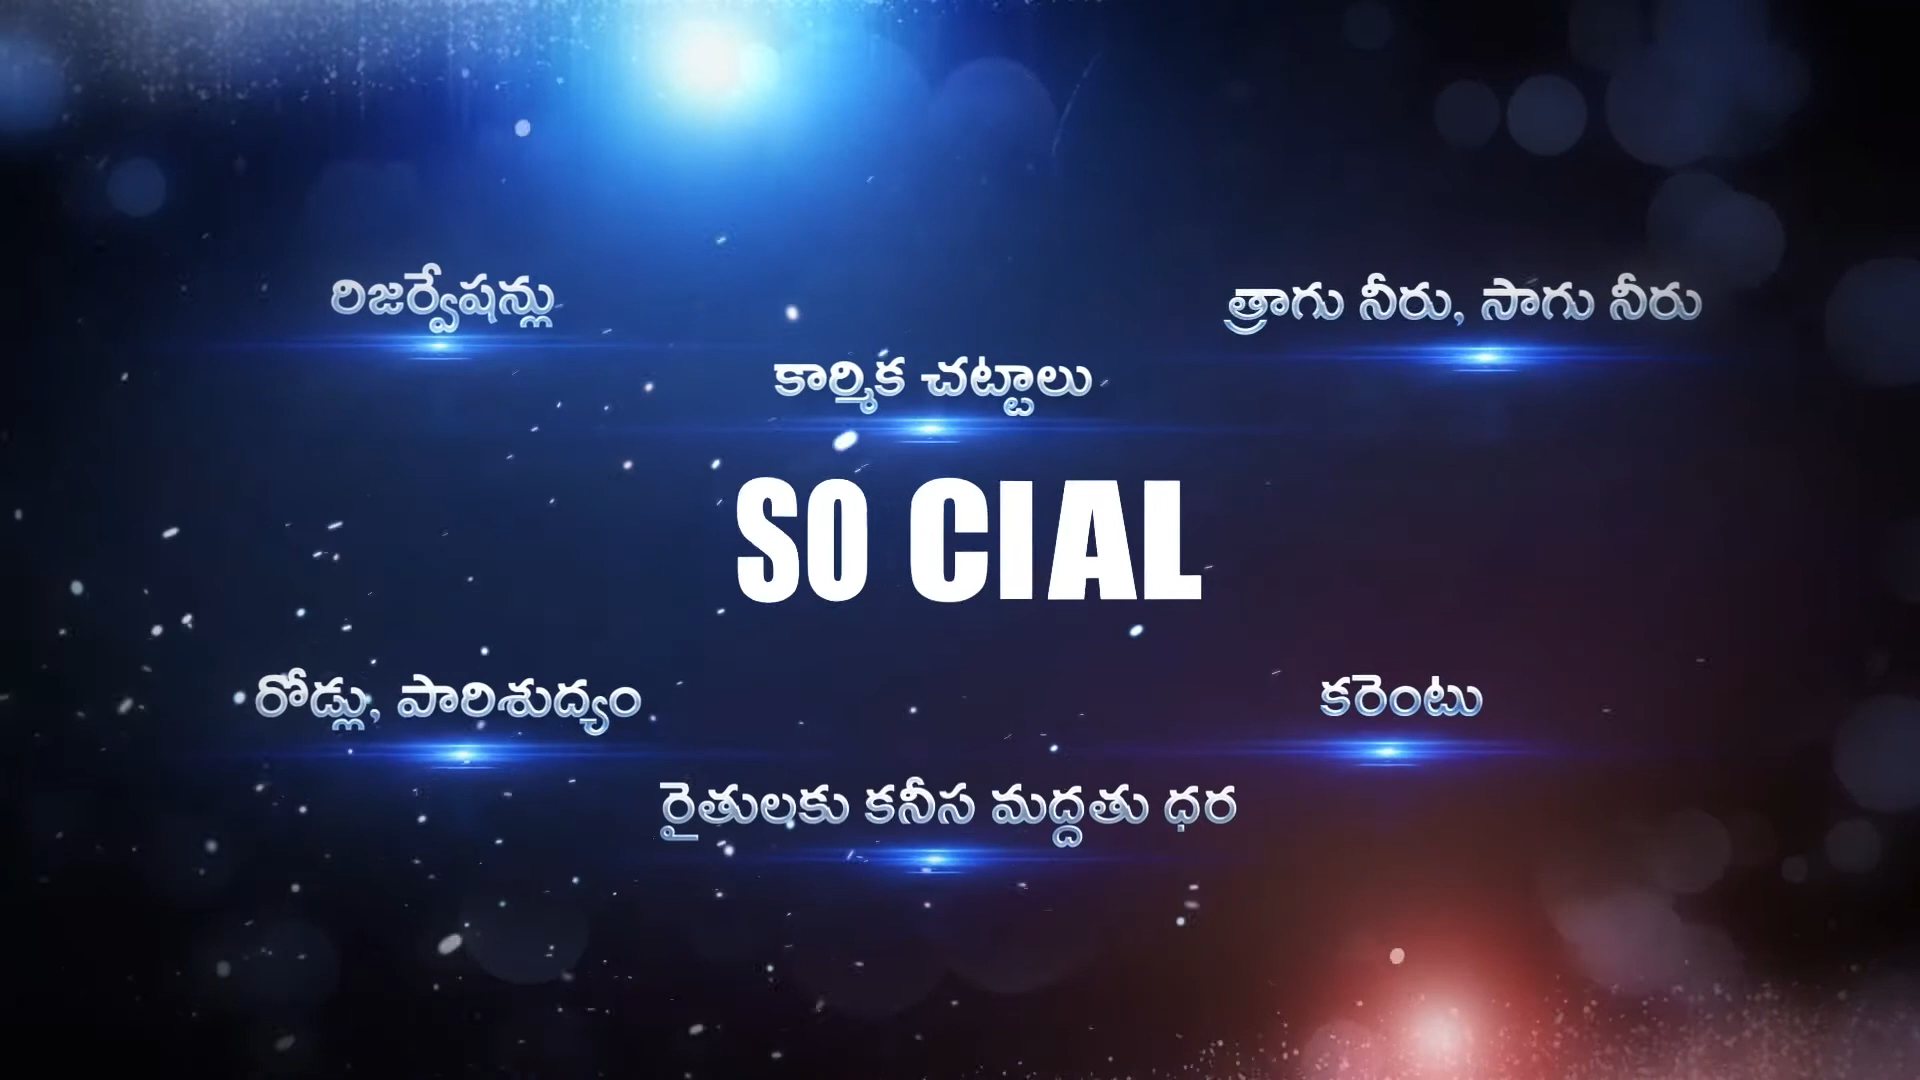 రిజర్వేషన్లు
త్రాగు నీరు, సాగు నీరు
కార్మిక చట్టాలు
SO CIAL
రోడ్లు, పారిశుద్యం
కరెంటు
రైతులకు కనీస మద్దతు ధర